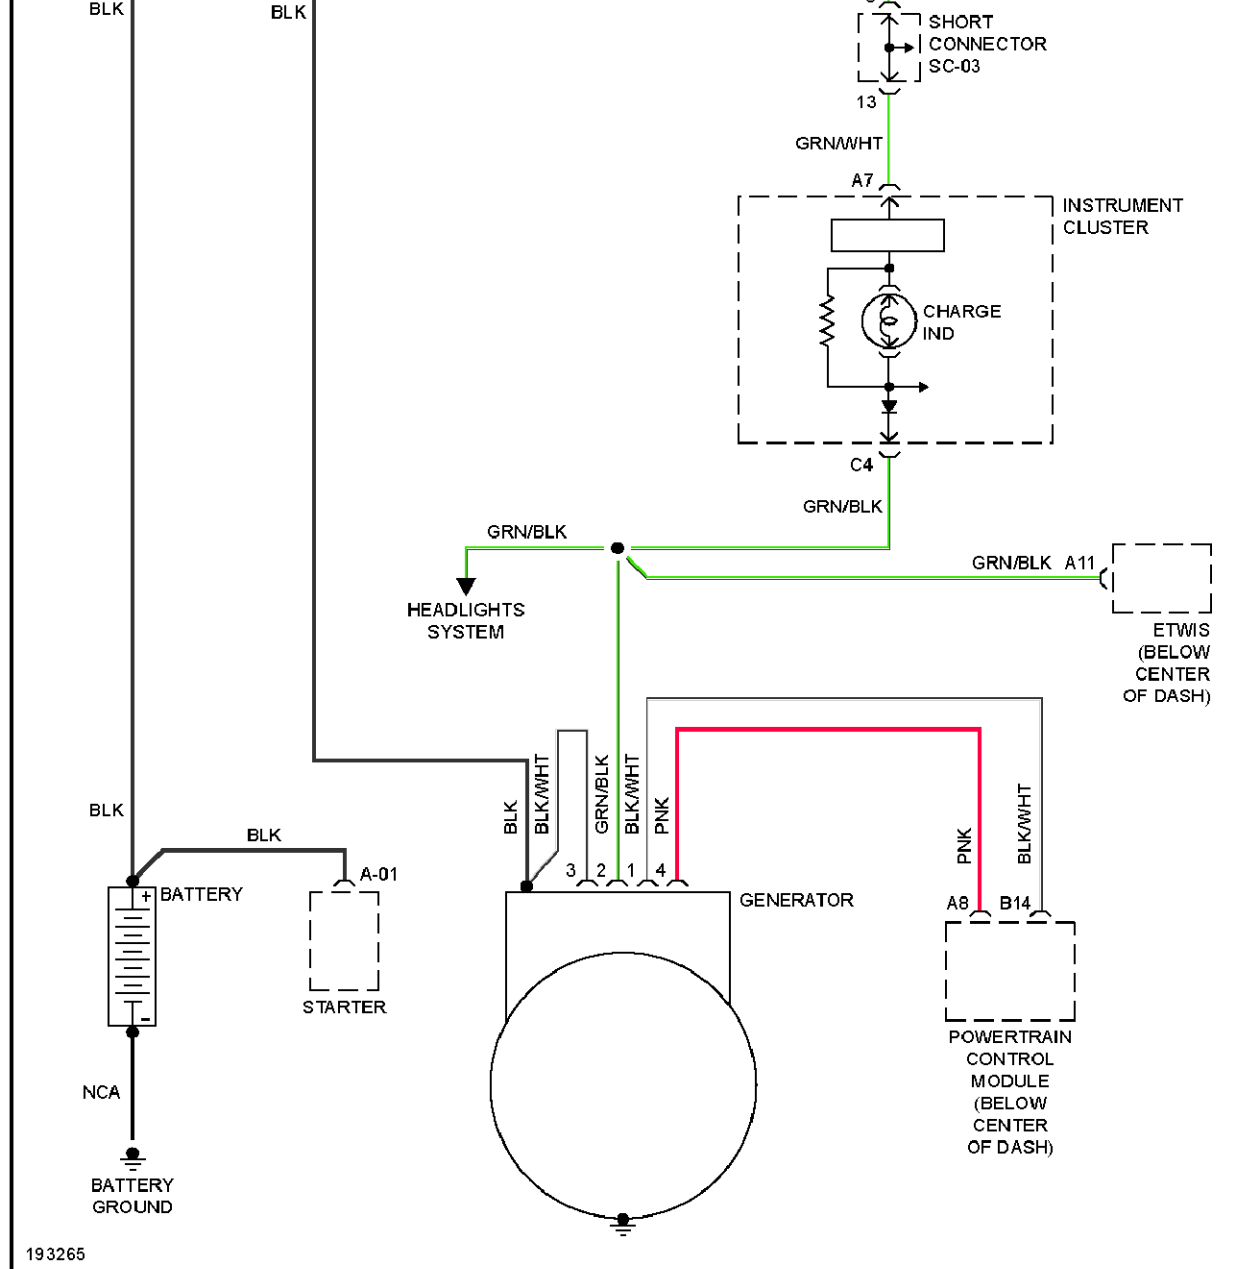 BLK
BLK
SHORT
CONNECTOR
SC-03
13
GRN/WHT
A7
INSTRUMENT
CLUSTER
CHARGE
IND
C4
GRN/BLK
GRN/BLK
GRN/BLK A11
HEADLIGHTS
SYSTEM
ETWIS
(BELOW
CENTER
OF DASH)
BLK
BLK/WHT
GRN/BLK
BLK/WHT
PNK
PNK
BLK/WHT
BLK
BLK
A-01
3 2 1 4
BATTERY
+
-
GENERATOR
A8 B14
STARTER
POWERTRAIN
CONTROL
MODULE
(BELOW
CENTER
OF DASH)
NCA
BATTERY
GROUND
193265